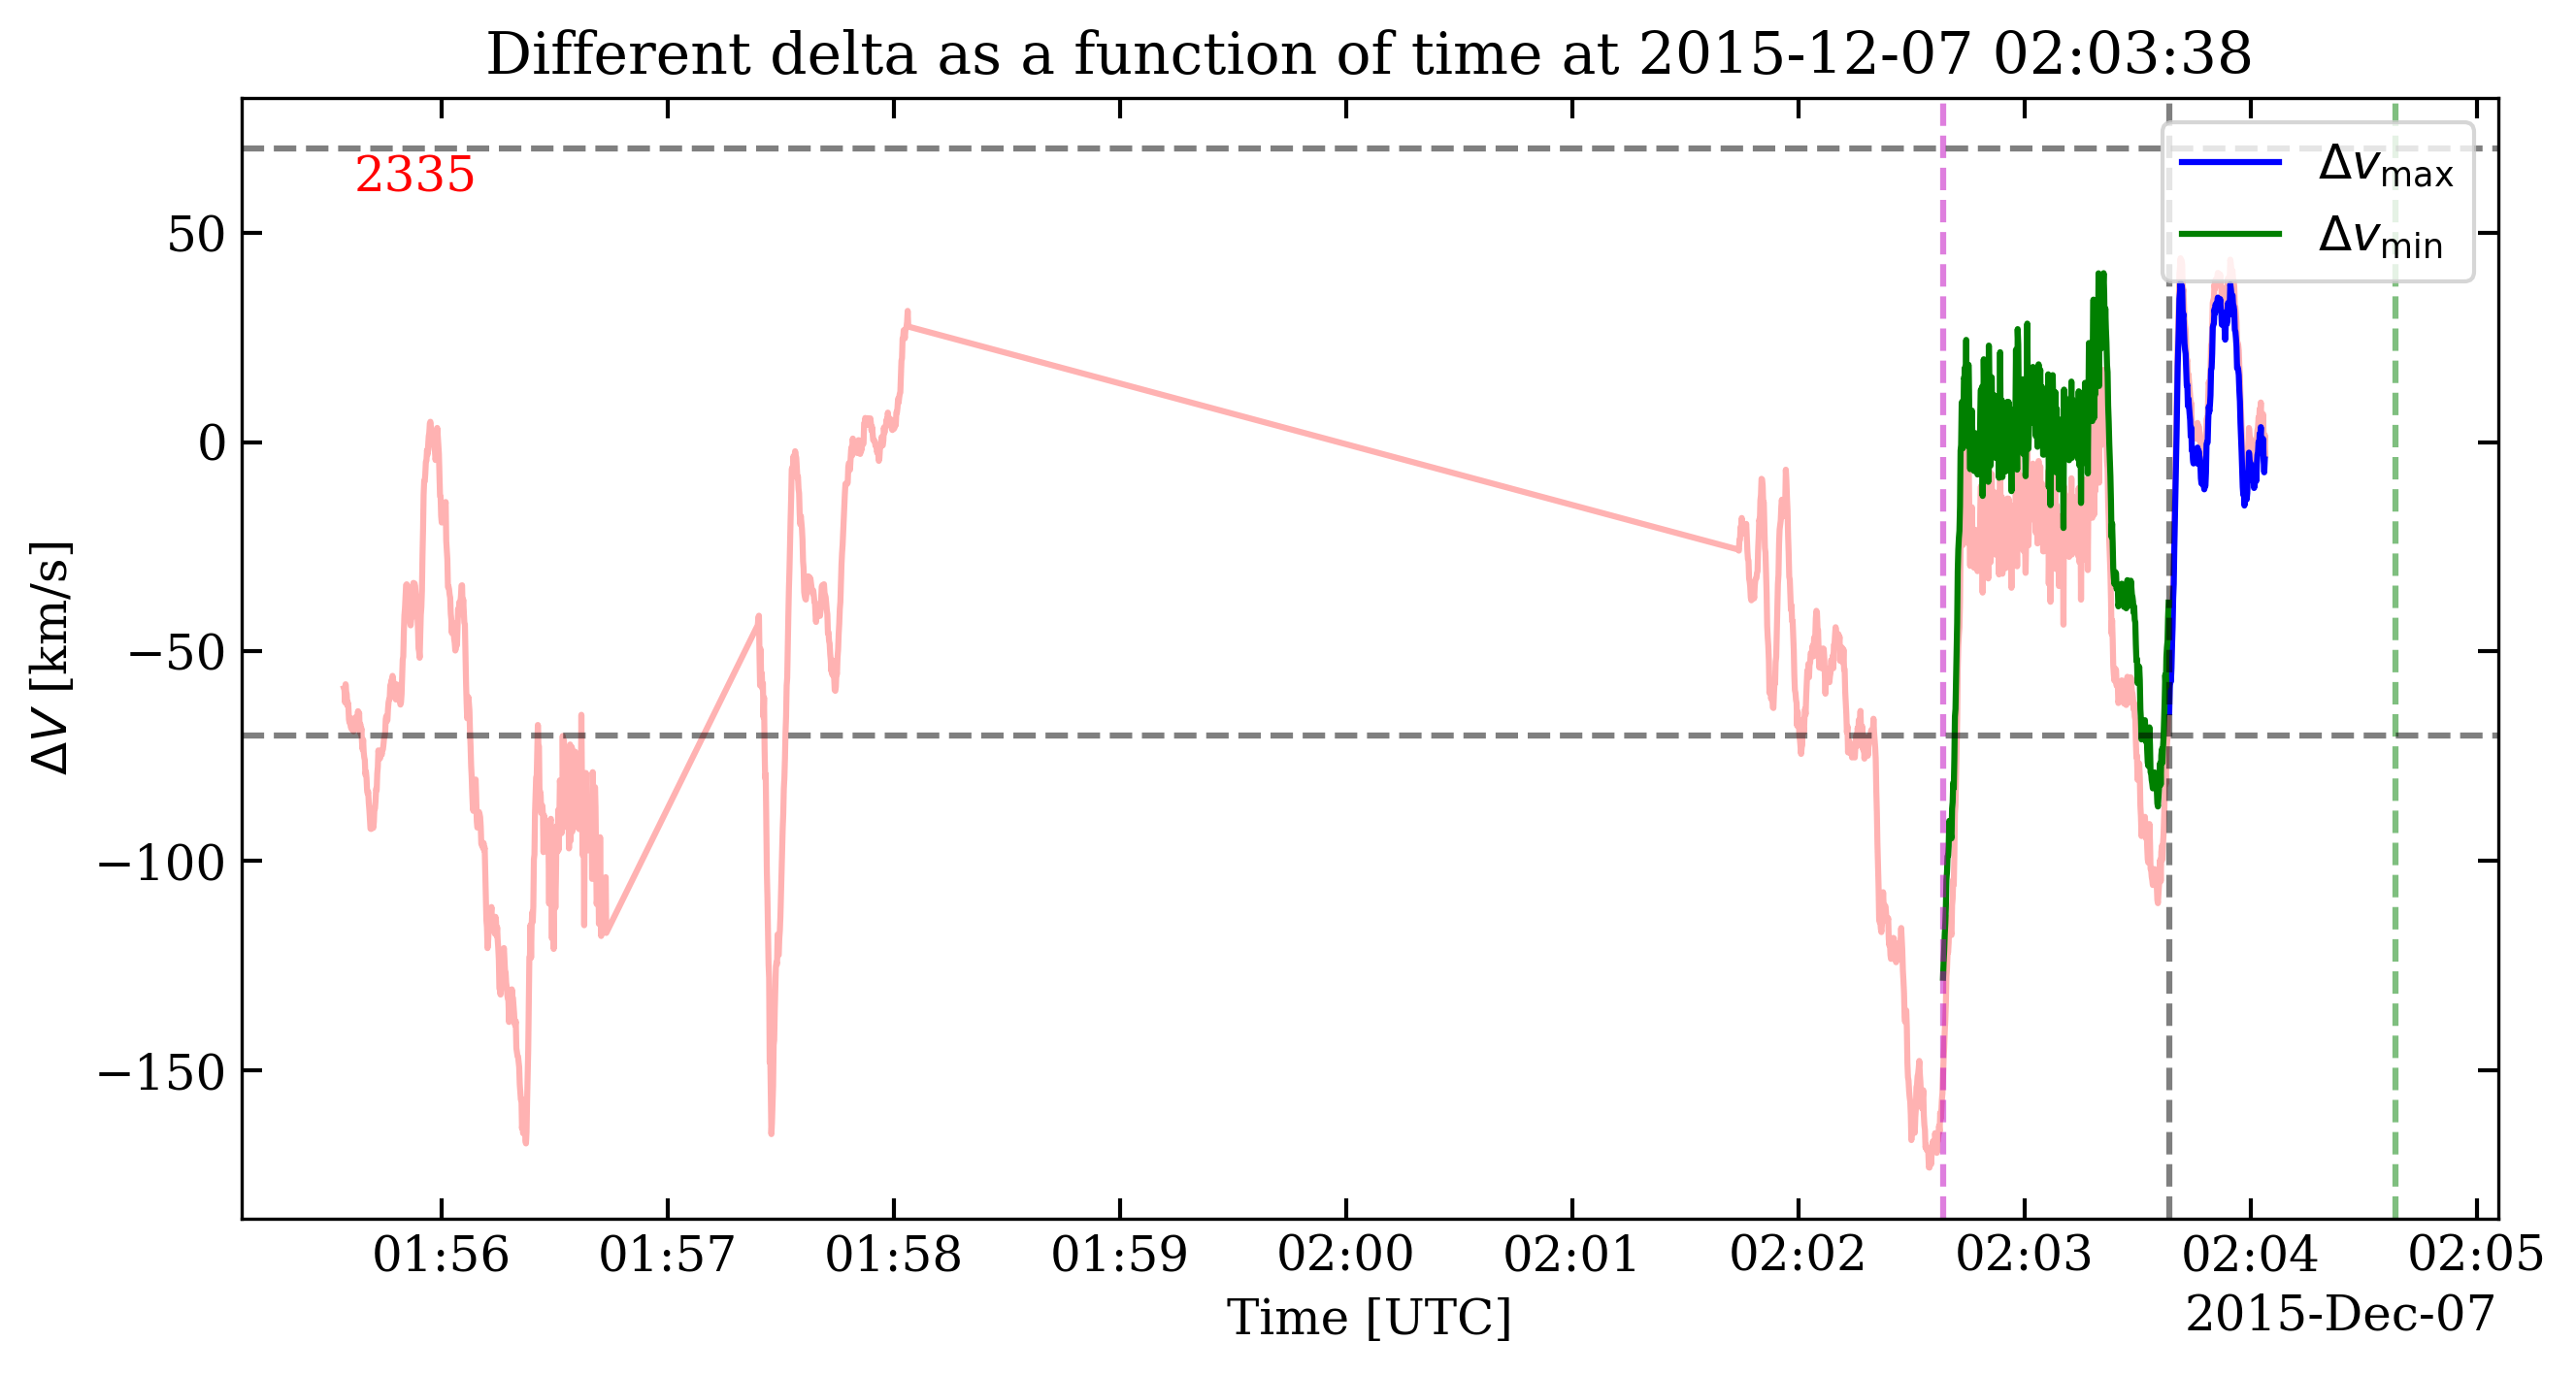 Different delta as a function of time at 2015-12-07 02:03:38
2335
Δv_max
Δv_min
50
0
−50
−100
−150
ΔV [km/s]
01:56 01:57 01:58 01:59 02:00 02:01 02:02 02:03 02:04 02:05
2015-Dec-07
Time [UTC]